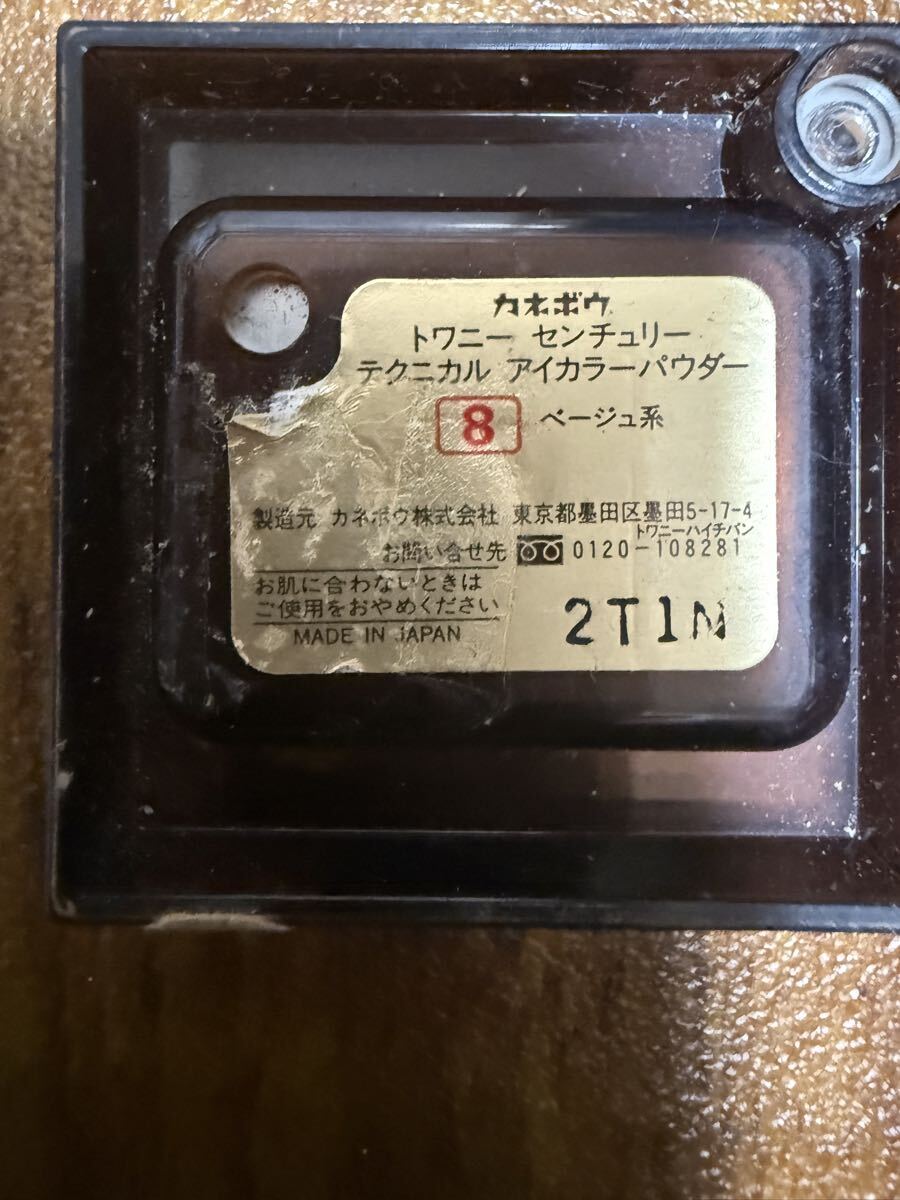 カネボウ
トワニー センチュリー
テクニカル アイカラーパウダー
8 ベージュ系
製造元 カネボウ株式会社 東京都墨田区墨田5-17-4
トワニーハイチバン
お問い合せ先 0120-108281
お肌に合わないときは
ご使用をおやめください
MADE IN JAPAN
2T1N